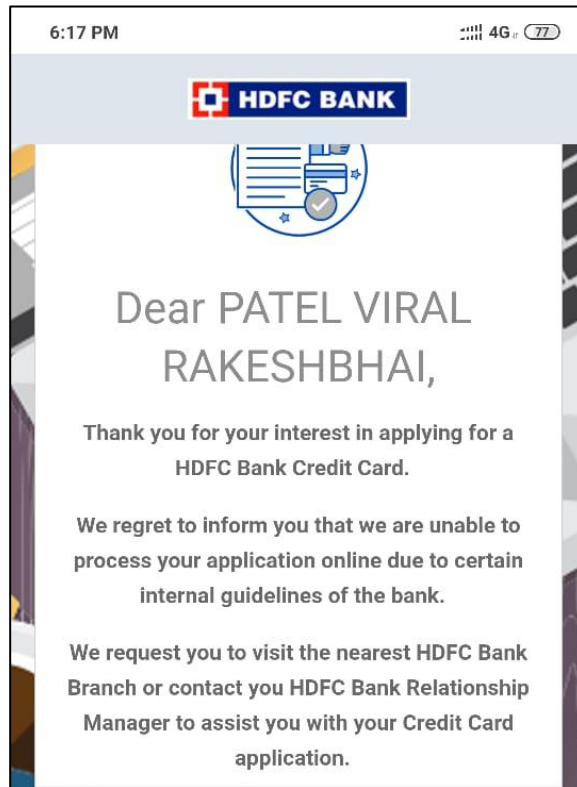 6:17 PM
4G 77
HDFC BANK
Dear PATEL VIRAL
RAKESHBHAI,
Thank you for your interest in applying for a
HDFC Bank Credit Card.
We regret to inform you that we are unable to
process your application online due to certain
internal guidelines of the bank.
We request you to visit the nearest HDFC Bank
Branch or contact you HDFC Bank Relationship
Manager to assist you with your Credit Card
application.